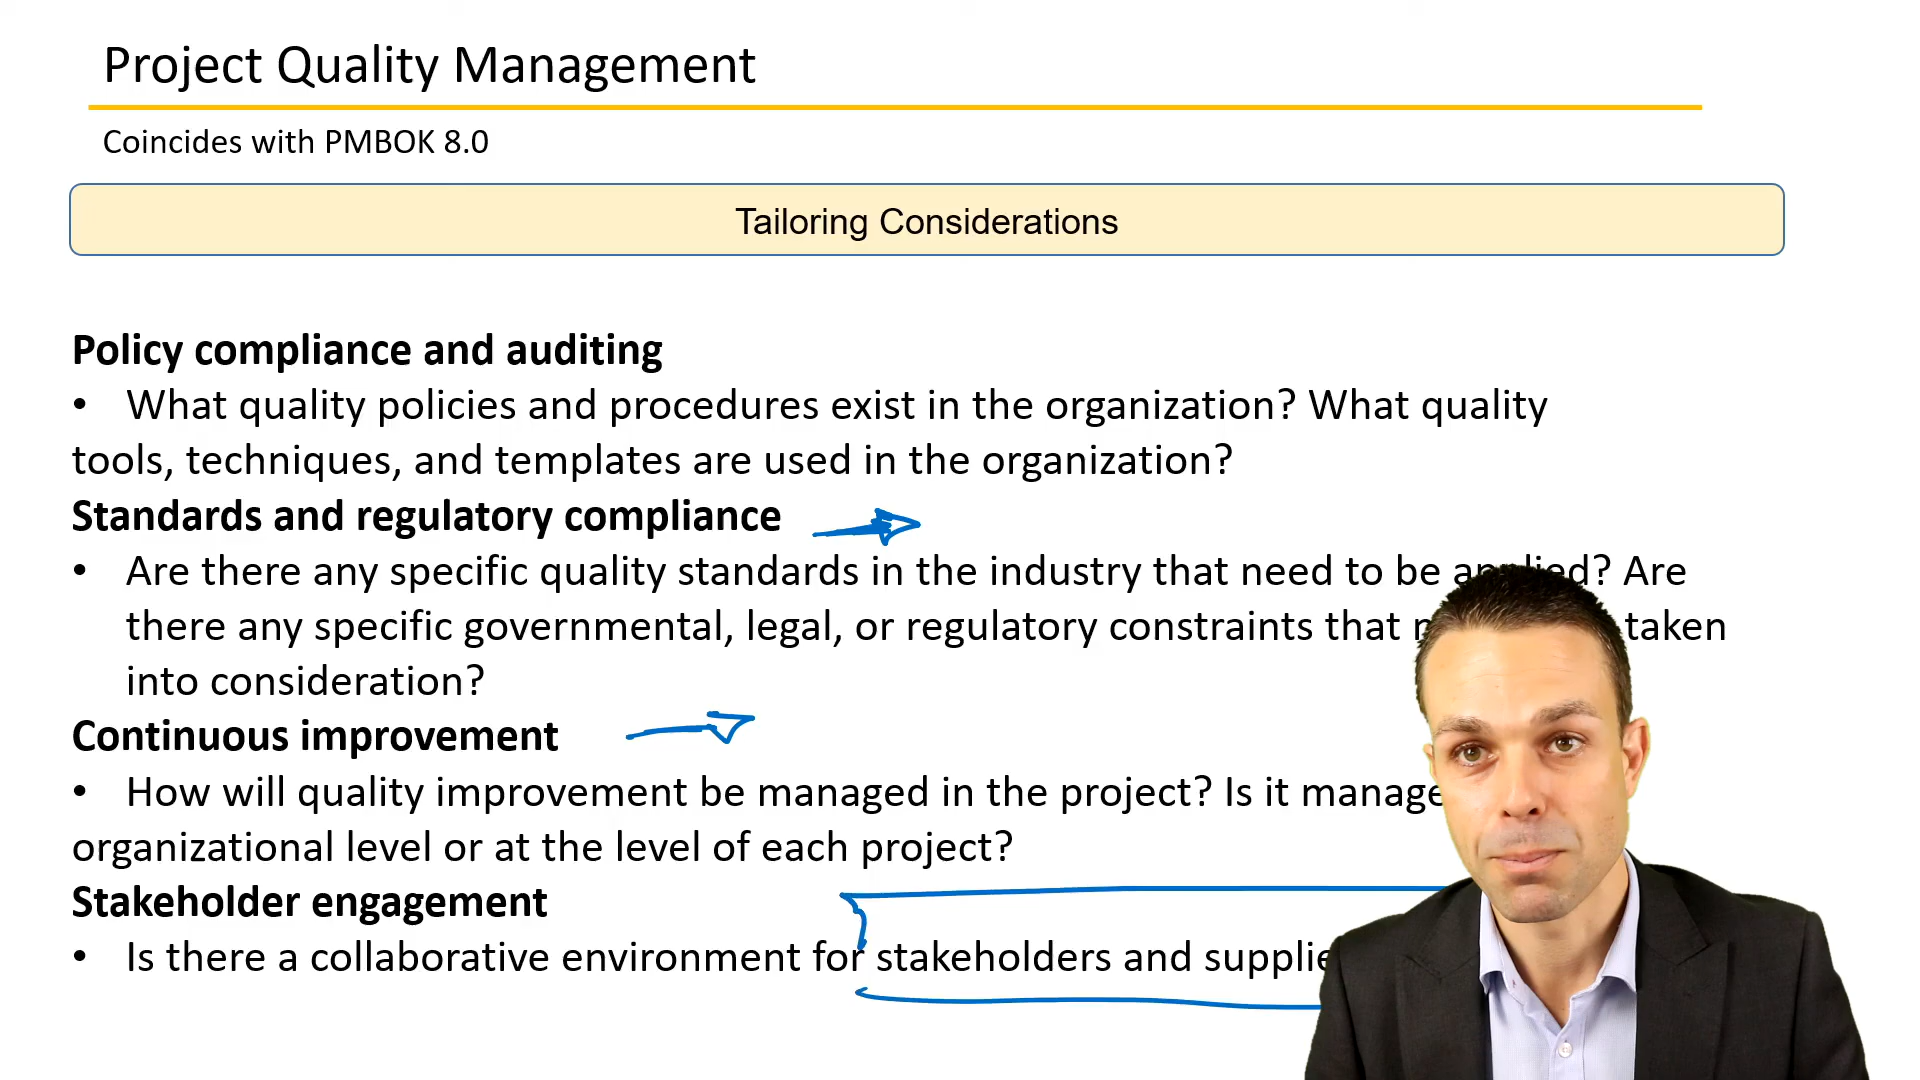 Project Quality Management
Coincides with PMBOK 8.0
Tailoring Considerations
Policy compliance and auditing
• What quality policies and procedures exist in the organization? What quality
tools, techniques, and templates are used in the organization?
Standards and regulatory compliance
• Are there any specific quality standards in the industry that need to be applied? Are
there any specific governmental, legal, or regulatory constraints that taken
into consideration?
Continuous improvement
• How will quality improvement be managed in the project? Is it
organizational level or at the level of each project?
Stakeholder engagement
• Is there a collaborative environment for stakeholders and